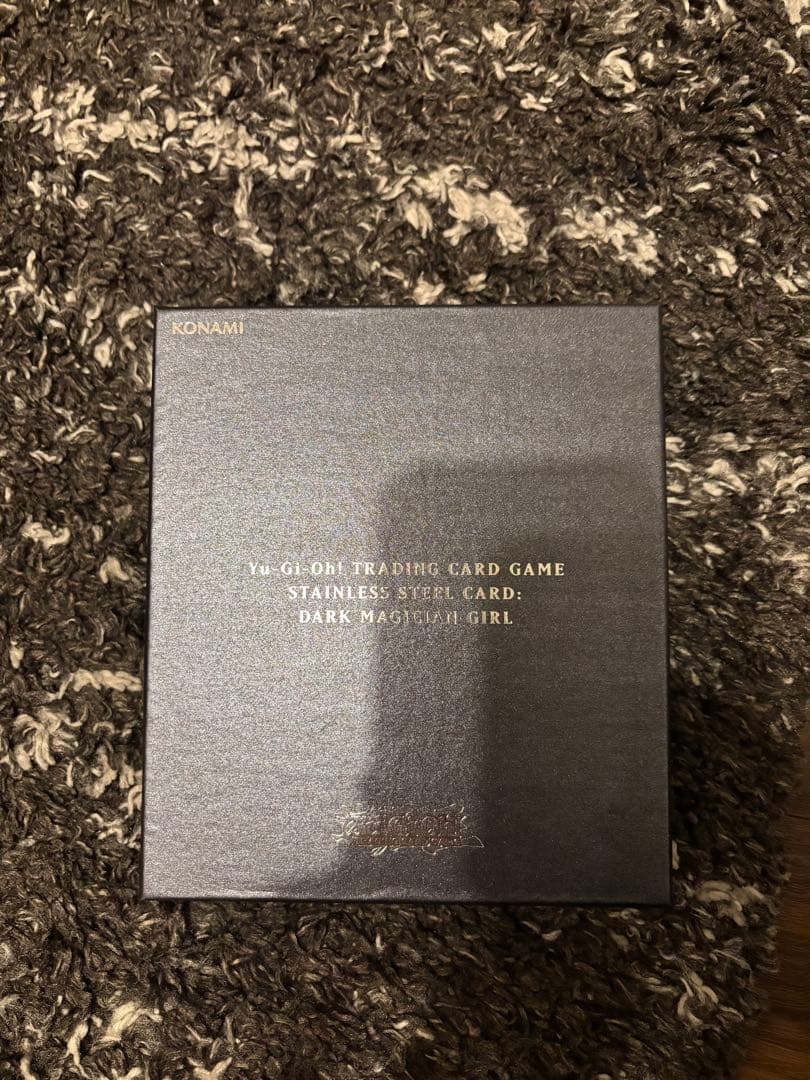 KONAMI
Yu-Gi-Oh! TRADING CARD GAME
STAINLESS STEEL CARD:
DARK MAGICIAN GIRL